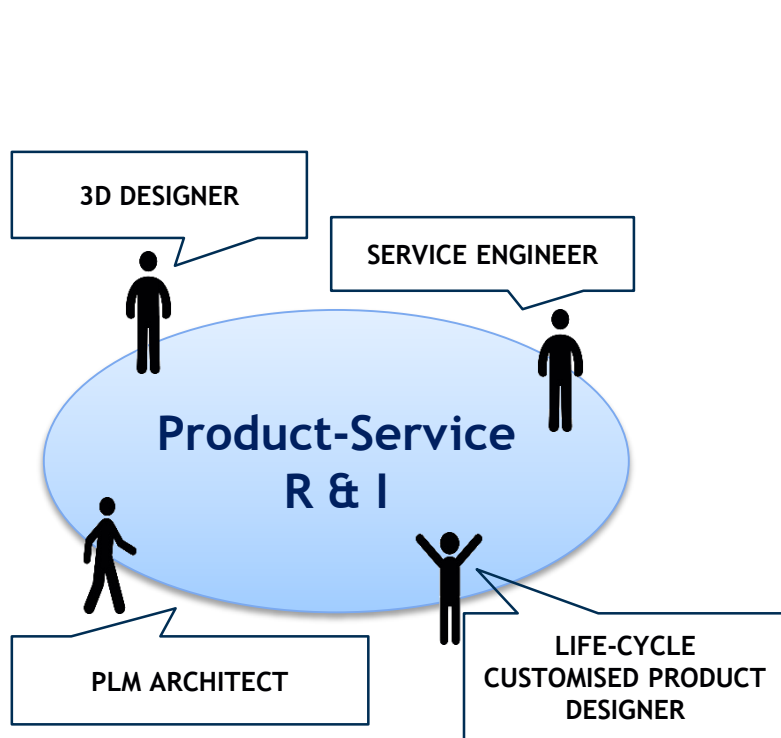 3D DESIGNER
SERVICE ENGINEER
Product-Service
R & I
PLM ARCHITECT
LIFE-CYCLE
CUSTOMISED PRODUCT
DESIGNER